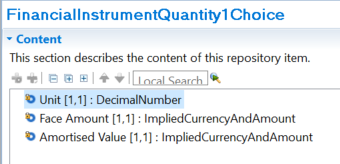 FinancialInstrumentQuantity1Choice
Content
This section describes the content of this repository item.
Local Search
Unit [1,1] : DecimalNumber
Face Amount [1,1] : ImpliedCurrencyAndAmount
Amortised Value [1,1] : ImpliedCurrencyAndAmount